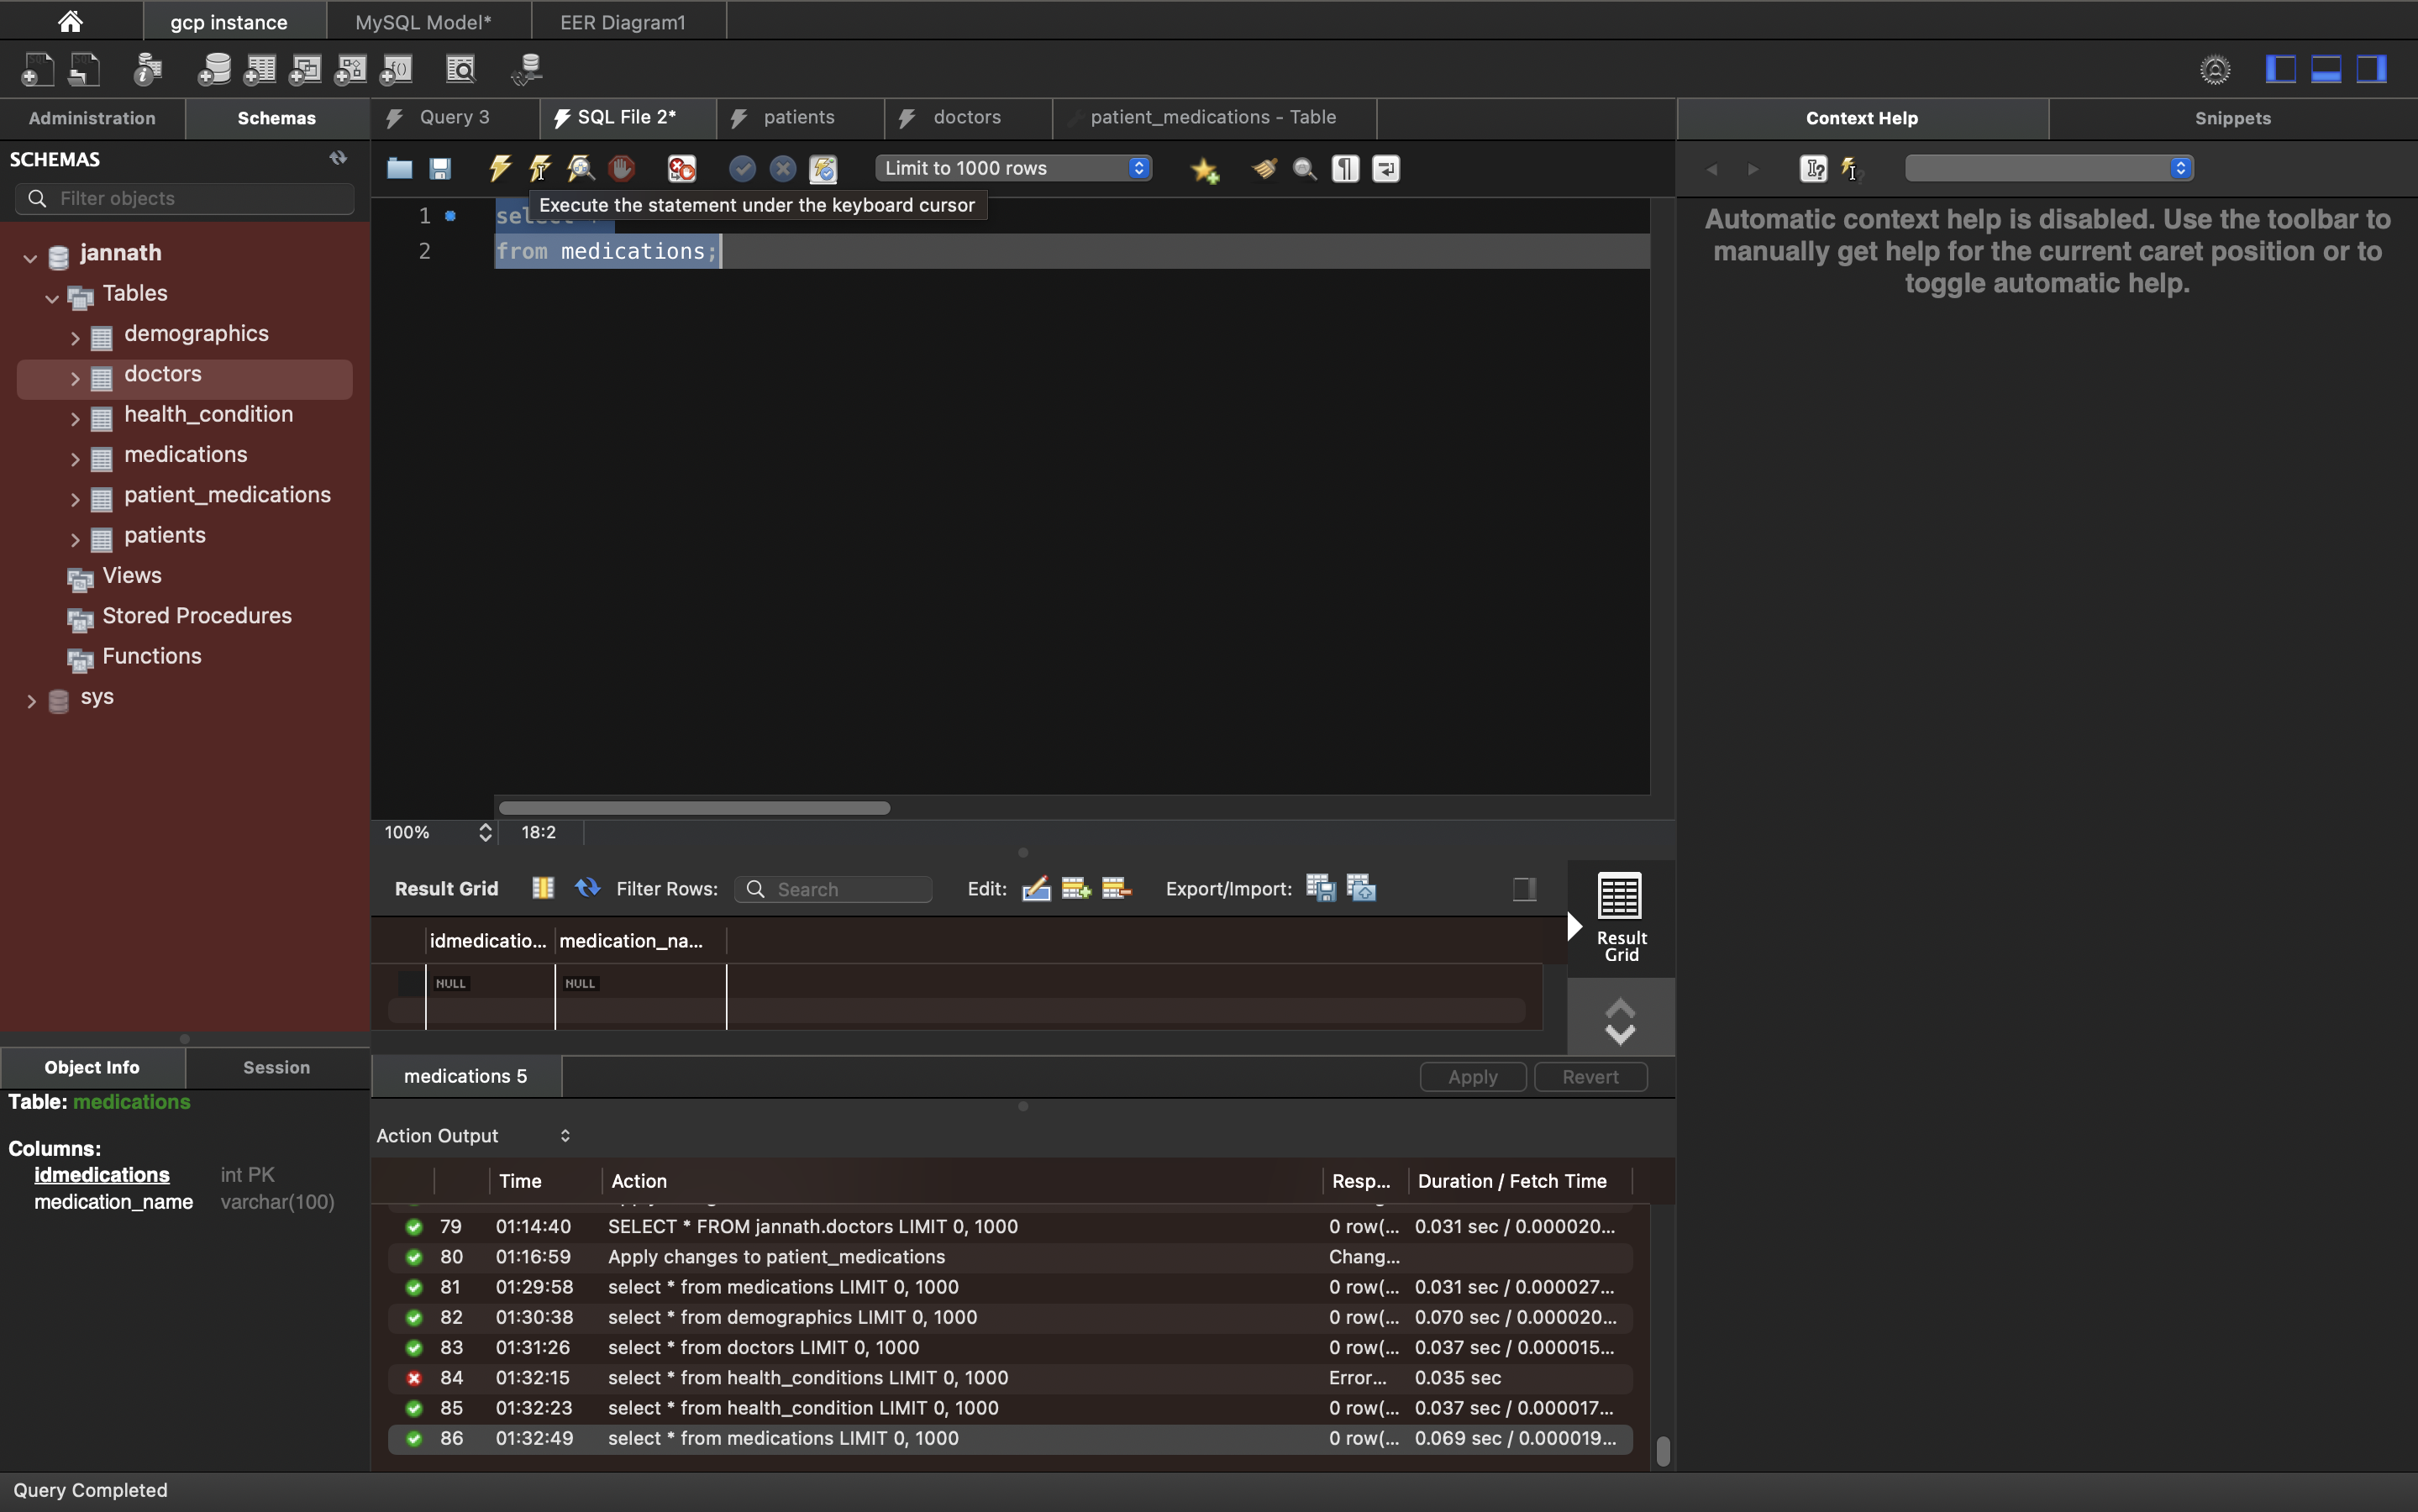 gcp instance
MySQL Model*
EER Diagram1
Administration
Schemas
Query 3
SQL File 2*
patients
doctors
patient_medications - Table
Context Help
Snippets
SCHEMAS
Limit to 1000 rows
Filter objects
Execute the statement under the keyboard cursor
1
2
from medications;
Automatic context help is disabled. Use the toolbar to
manually get help for the current caret position or to
toggle automatic help.
jannath
Tables
demographics
doctors
health_condition
medications
patient_medications
patients
Views
Stored Procedures
Functions
sys
100%
18:2
Result Grid
Filter Rows:
Search
Edit:
Export/Import:
Result
Grid
idmedicatio...
medication_na...
NULL
NULL
Object Info
Session
medications 5
Apply
Revert
Table: medications
Columns:
idmedications int PK
medication_name varchar(100)
Action Output
Time Action Resp... Duration / Fetch Time
79 01:14:40 SELECT * FROM jannath.doctors LIMIT 0, 1000 0 row(... 0.031 sec / 0.000020...
80 01:16:59 Apply changes to patient_medications Chang...
81 01:29:58 select * from medications LIMIT 0, 1000 0 row(... 0.031 sec / 0.000027...
82 01:30:38 select * from demographics LIMIT 0, 1000 0 row(... 0.070 sec / 0.000020...
83 01:31:26 select * from doctors LIMIT 0, 1000 0 row(... 0.037 sec / 0.000015...
84 01:32:15 select * from health_conditions LIMIT 0, 1000 Error... 0.035 sec
85 01:32:23 select * from health_condition LIMIT 0, 1000 0 row(... 0.037 sec / 0.000017...
86 01:32:49 select * from medications LIMIT 0, 1000 0 row(... 0.069 sec / 0.000019...
Query Completed